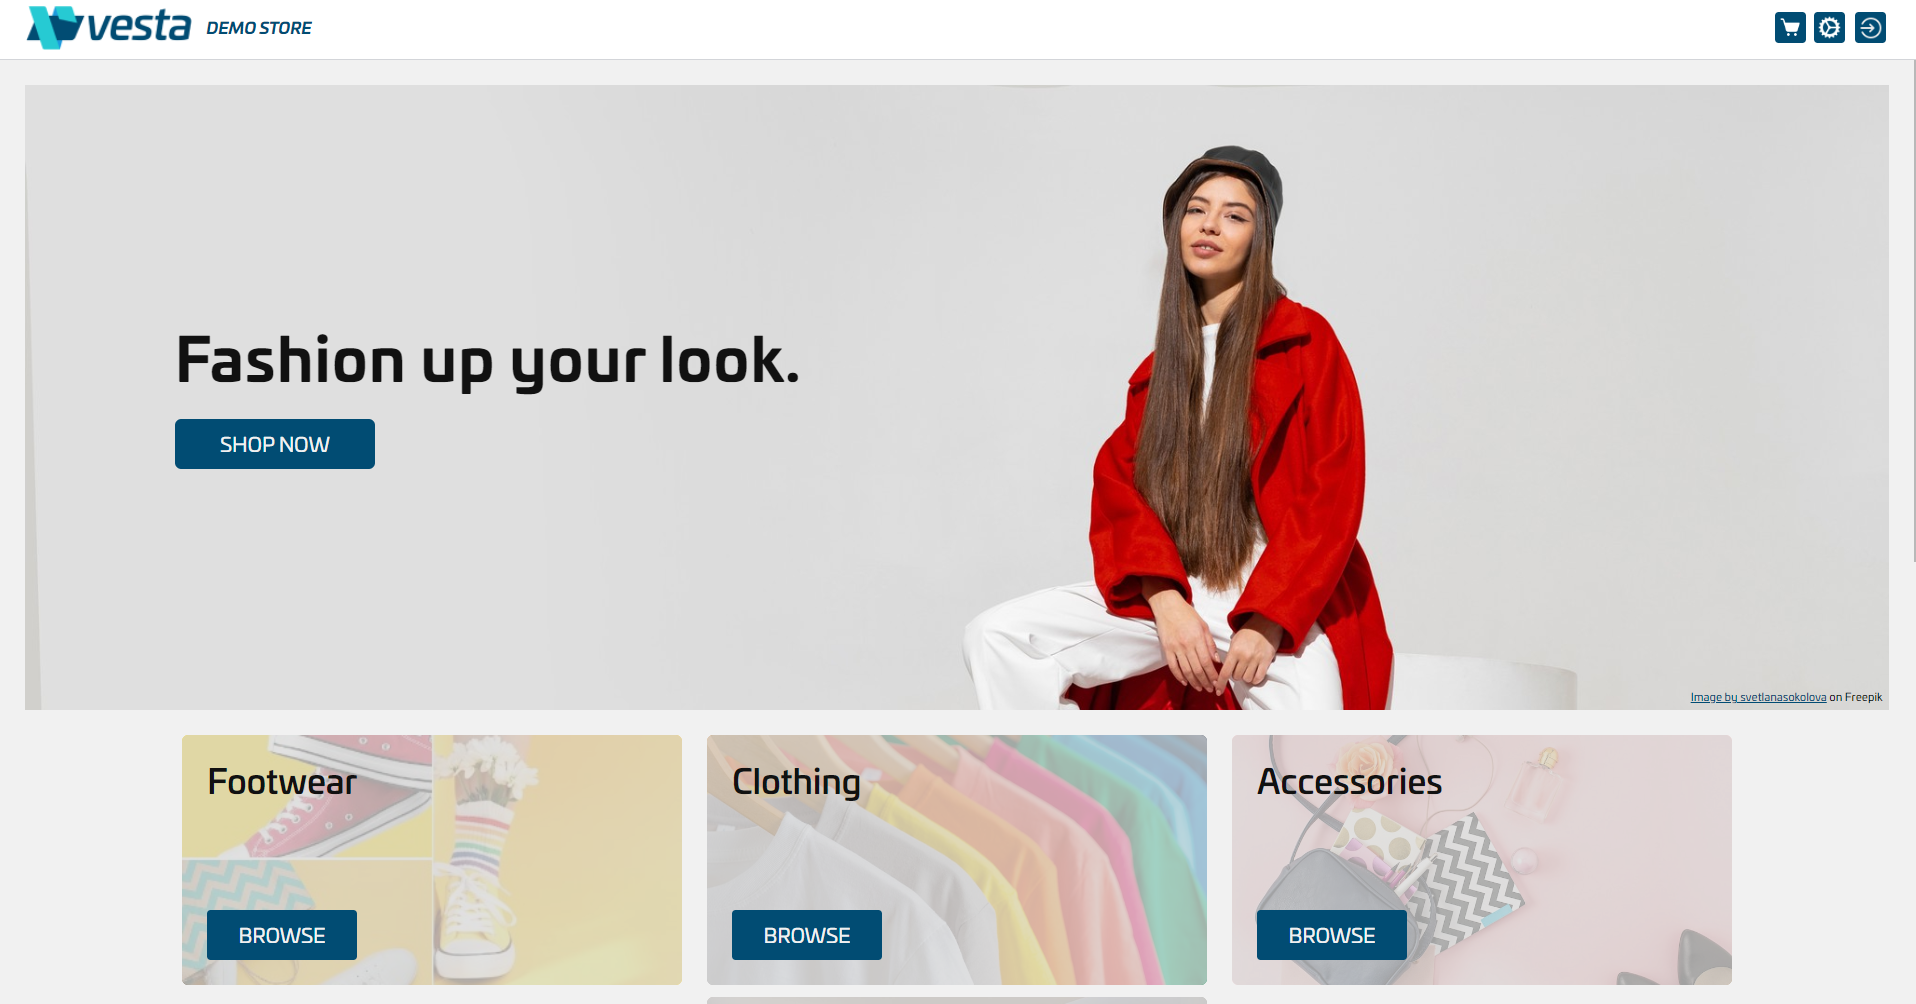 vesta DEMO STORE
Fashion up your look.
SHOP NOW
Image by svetlanasokolova on Freepik
Footwear
Clothing
Accessories
BROWSE
BROWSE
BROWSE